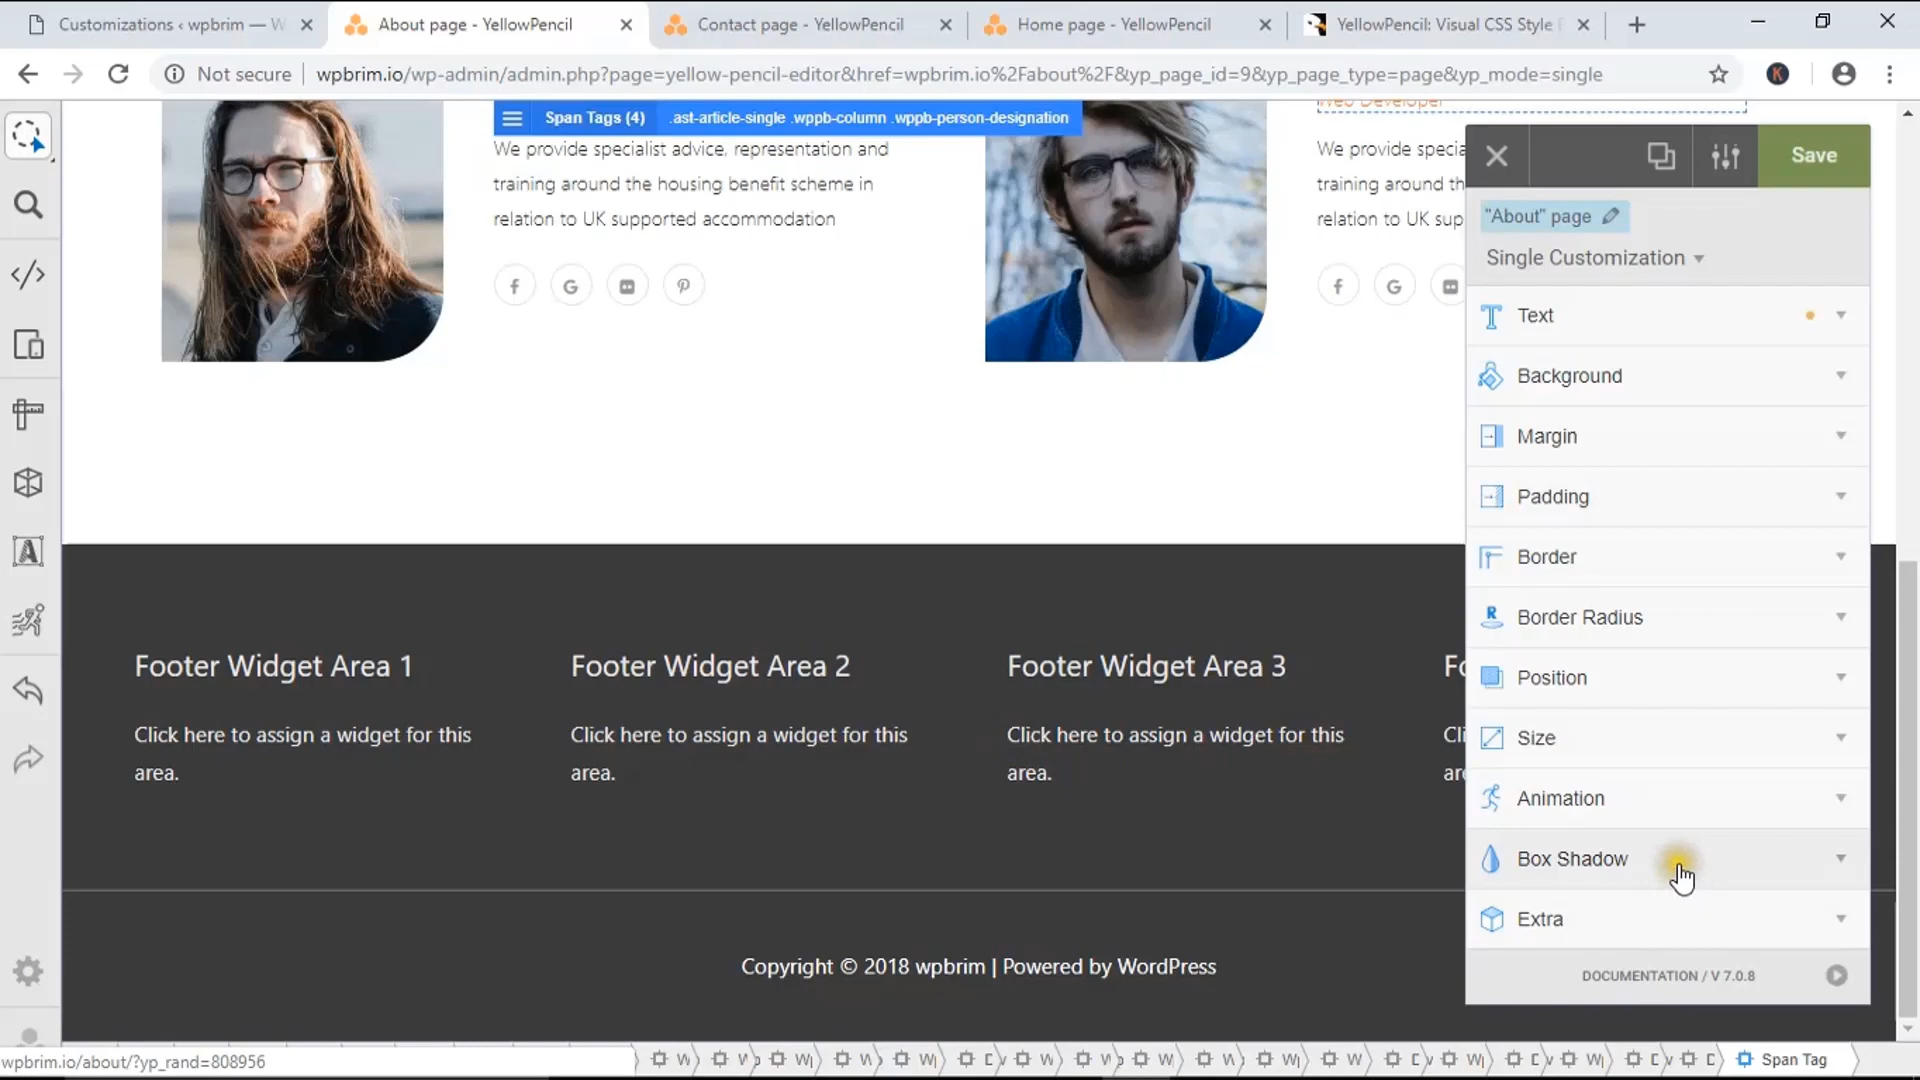 Customizations ‹ wpbrim — W
About page - YellowPencil
Contact page - YellowPencil
Home page - YellowPencil
YellowPencil: Visual CSS Style
Not secure
wpbrim.io/wp-admin/admin.php?page=yellow-pencil-editor&href=wpbrim.io%2Fabout%2F&yp_page_id=9&yp_page_type=page&yp_mode=single
K
Span Tags (4) .ast-article-single .wppb-column .wppb-person-designation
Web Developer
We provide specialist advice, representation and
training around the housing benefit scheme in
relation to UK supported accommodation
We provide specia
training around th
relation to UK sup
Save
"About" page
Single Customization
Text
Background
Margin
Padding
Border
Border Radius
Position
Size
Animation
Box Shadow
Extra
DOCUMENTATION / V 7.0.8
Footer Widget Area 1
Click here to assign a widget for this
area.
Footer Widget Area 2
Click here to assign a widget for this
area.
Footer Widget Area 3
Click here to assign a widget for this
area.
Cli
Copyright © 2018 wpbrim | Powered by WordPress
wpbrim.io/about/?yp_rand=808956
Span Tag